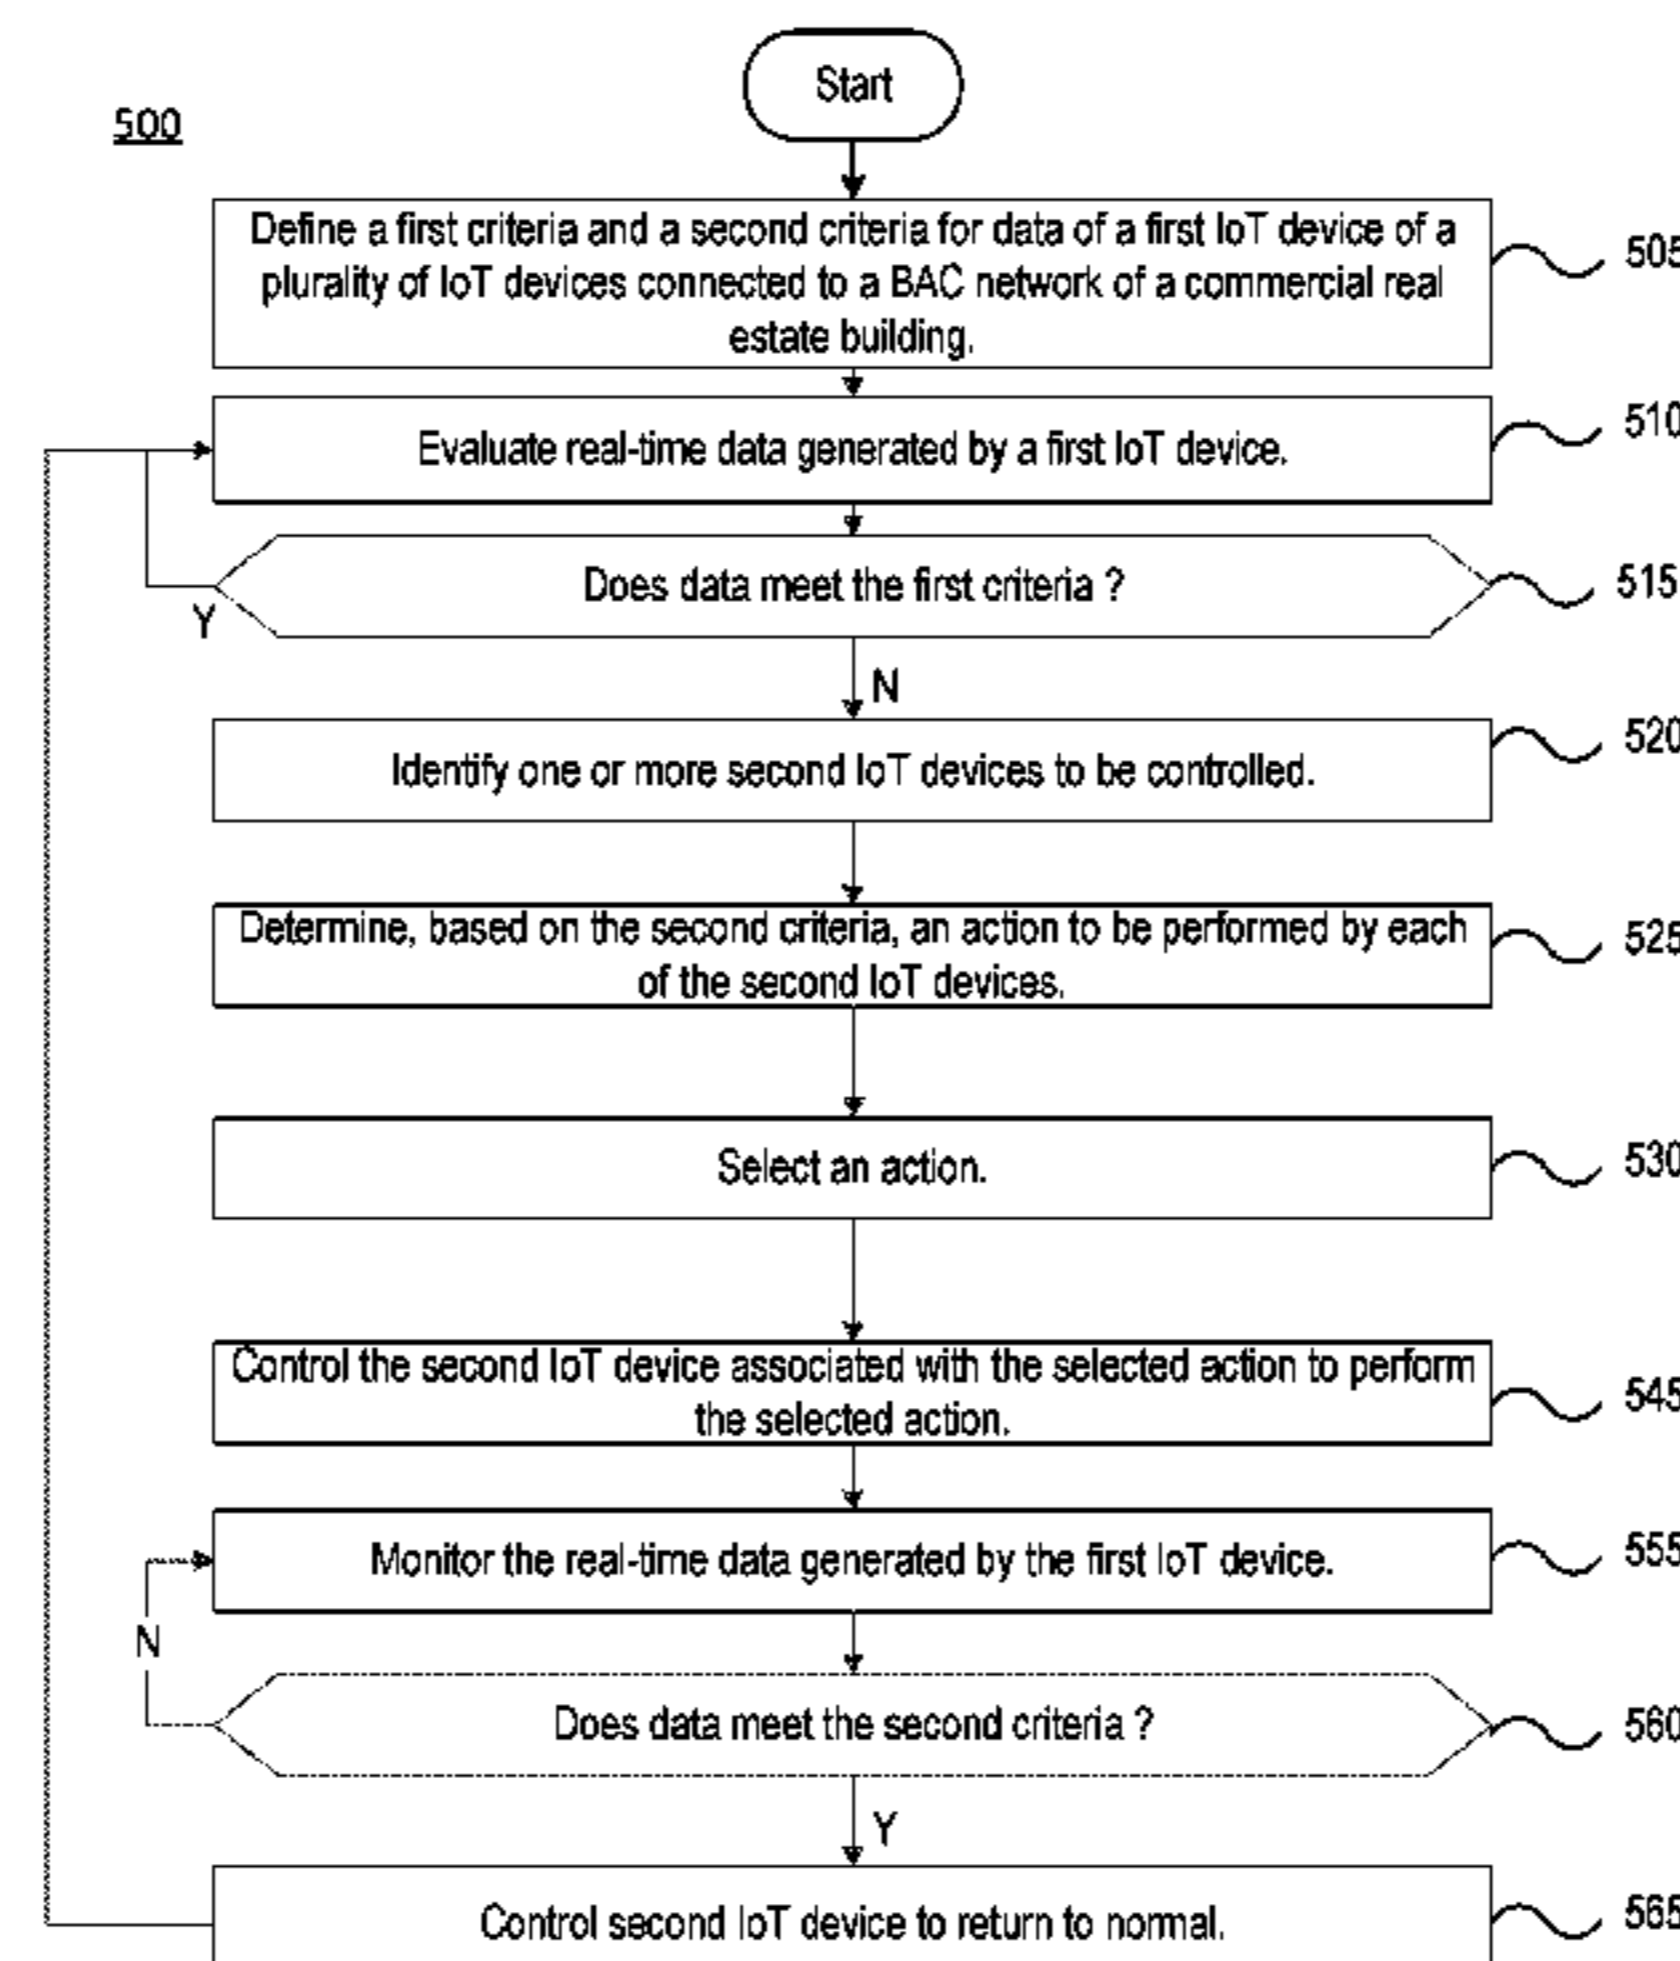 Start
500
Define a first criteria and a second criteria for data of a first IoT device of a
plurality of IoT devices connected to a BAC network of a commercial real
estate building.
505
Evaluate real-time data generated by a first IoT device.
510
Does data meet the first criteria ?
515
Y
N
Identify one or more second IoT devices to be controlled.
520
Determine, based on the second criteria, an action to be performed by each
of the second IoT devices.
525
Select an action.
530
Control the second IoT device associated with the selected action to perform
the selected action.
545
Monitor the real-time data generated by the first IoT device.
555
N
Does data meet the second criteria ?
560
Y
Control second IoT device to return to normal.
565